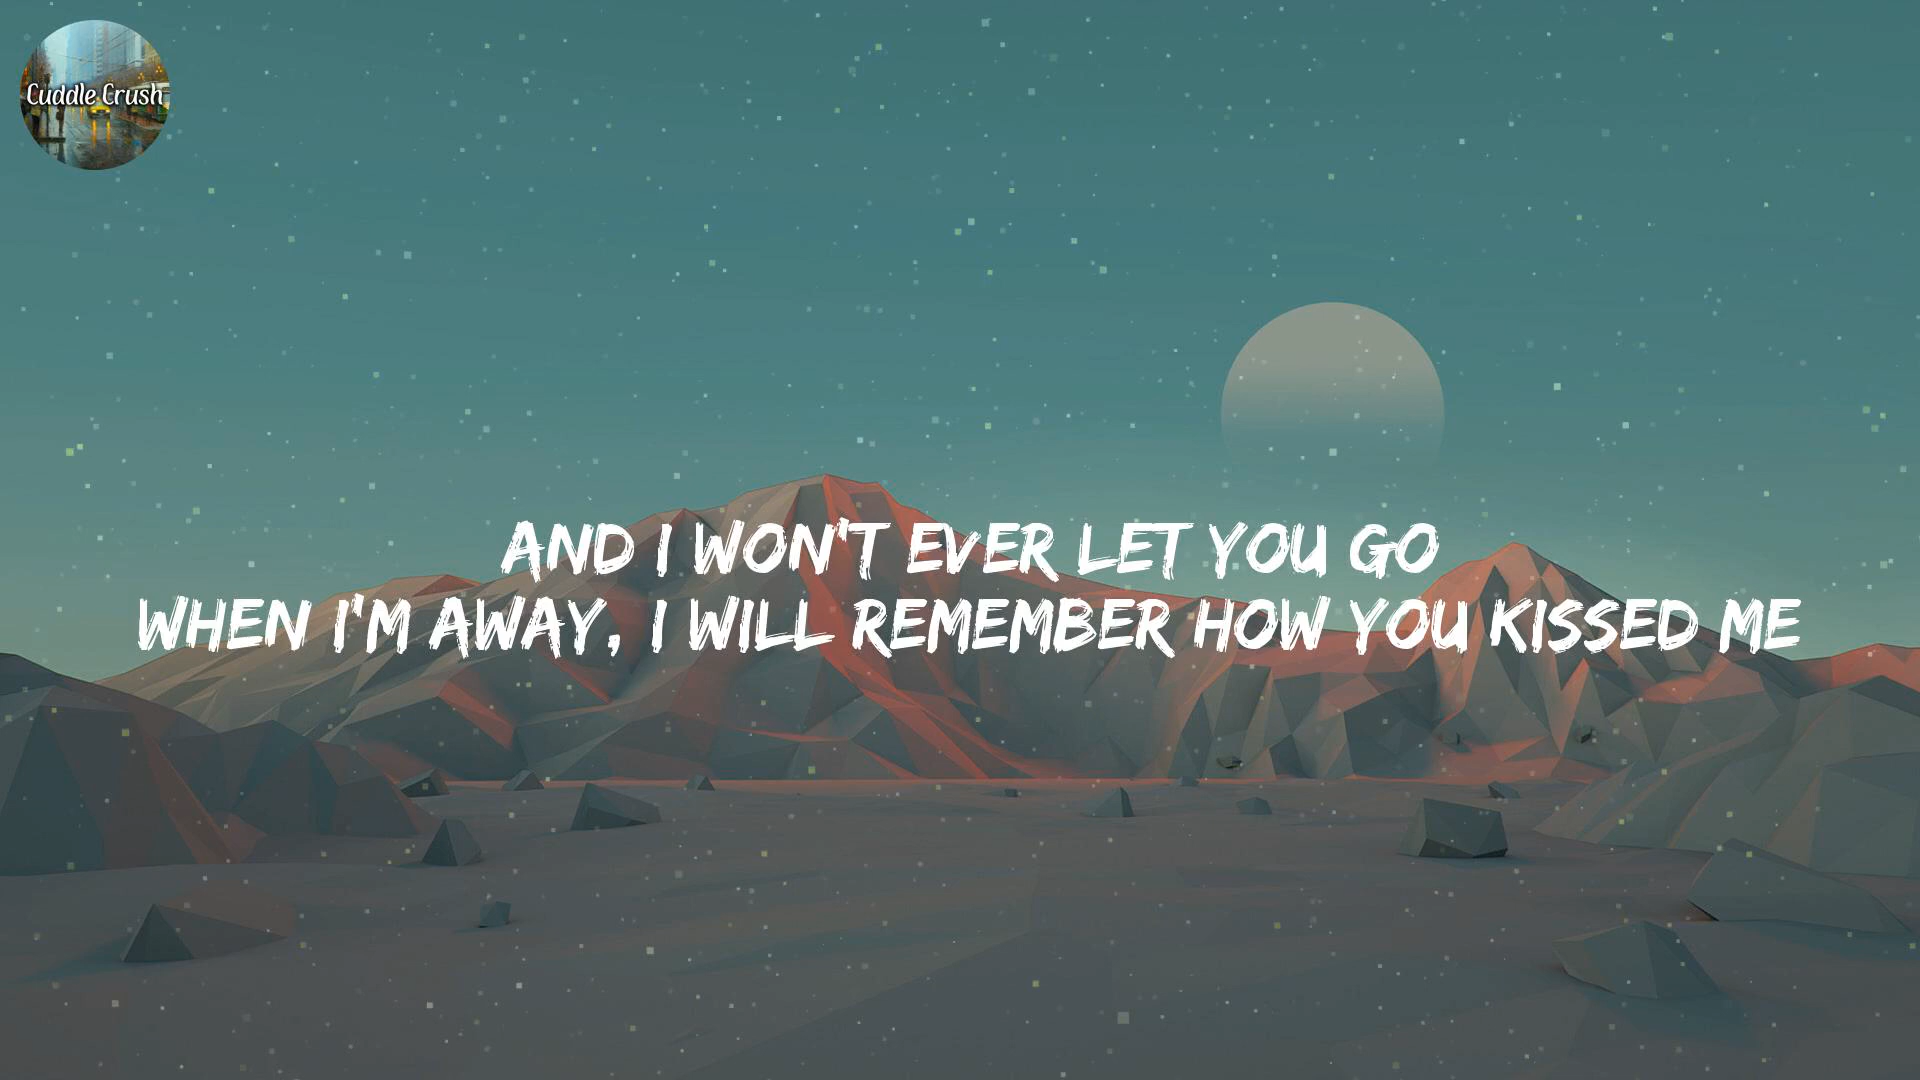 Cuddle Crush
AND I WON'T EVER LET YOU GO
WHEN I'M AWAY, I WILL REMEMBER HOW YOU KISSED ME